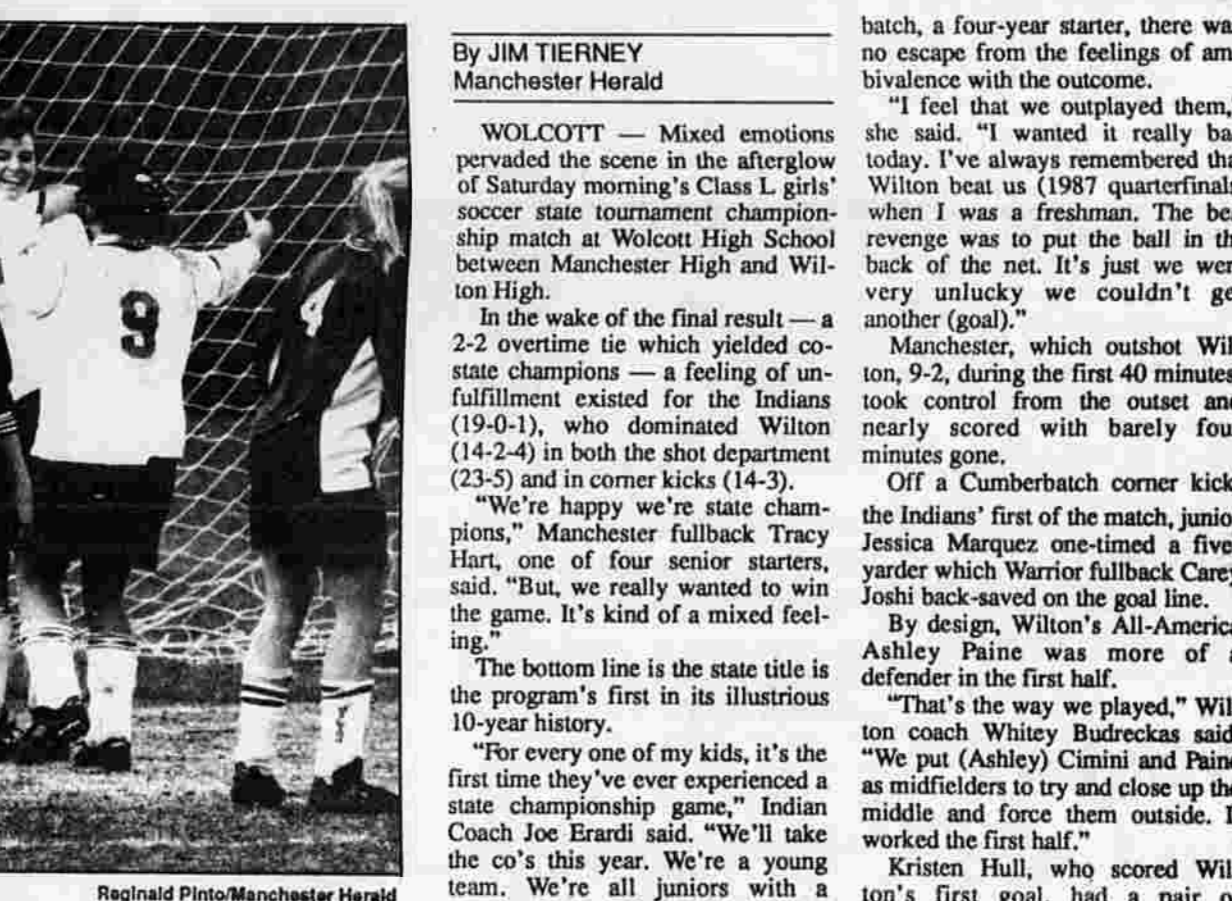 9
4
Reginald Pinto/Manchester Herald
By JIM TIERNEY
Manchester Herald
WOLCOTT — Mixed emotions
pervaded the scene in the afterglow
of Saturday morning's Class L girls'
soccer state tournament champion-
ship match at Wolcott High School
between Manchester High and Wil-
ton High.
In the wake of the final result — a
2-2 overtime tie which yielded co-
state champions — a feeling of un-
fulfillment existed for the Indians
(19-0-1), who dominated Wilton
(14-2-4) in both the shot department
(23-5) and in corner kicks (14-3).
"We're happy we're state cham-
pions," Manchester fullback Tracy
Hart, one of four senior starters,
said. "But, we really wanted to win
the game. It's kind of a mixed feel-
ing."
The bottom line is the state title is
the program's first in its illustrious
10-year history.
"For every one of my kids, it's the
first time they've ever experienced a
state championship game," Indian
Coach Joe Erardi said. "We'll take
the co's this year. We're a young
team. We're all juniors with a
batch, a four-year starter, there wa
no escape from the feelings of am
bivalence with the outcome.
"I feel that we outplayed them,
she said. "I wanted it really ba
today. I've always remembered tha
Wilton beat us (1987 quarterfinal
when I was a freshman. The be
revenge was to put the ball in th
back of the net. It's just we wer
very unlucky we couldn't ge
another (goal)."
Manchester, which outshot Wil
ton, 9-2, during the first 40 minutes
took control from the outset and
nearly scored with barely fou
minutes gone.
Off a Cumberbatch corner kick
the Indians' first of the match, junio
Jessica Marquez one-timed a five
yarder which Warrior fullback Care
Joshi back-saved on the goal line.
By design, Wilton's All-America
Ashley Paine was more of
defender in the first half.
"That's the way we played," Wil
ton coach Whitey Budreckas said
"We put (Ashley) Cimini and Paine
as midfielders to try and close up the
middle and force them outside. I
worked the first half."
Kristen Hull, who scored Wil
ton's first goal, had a pair o